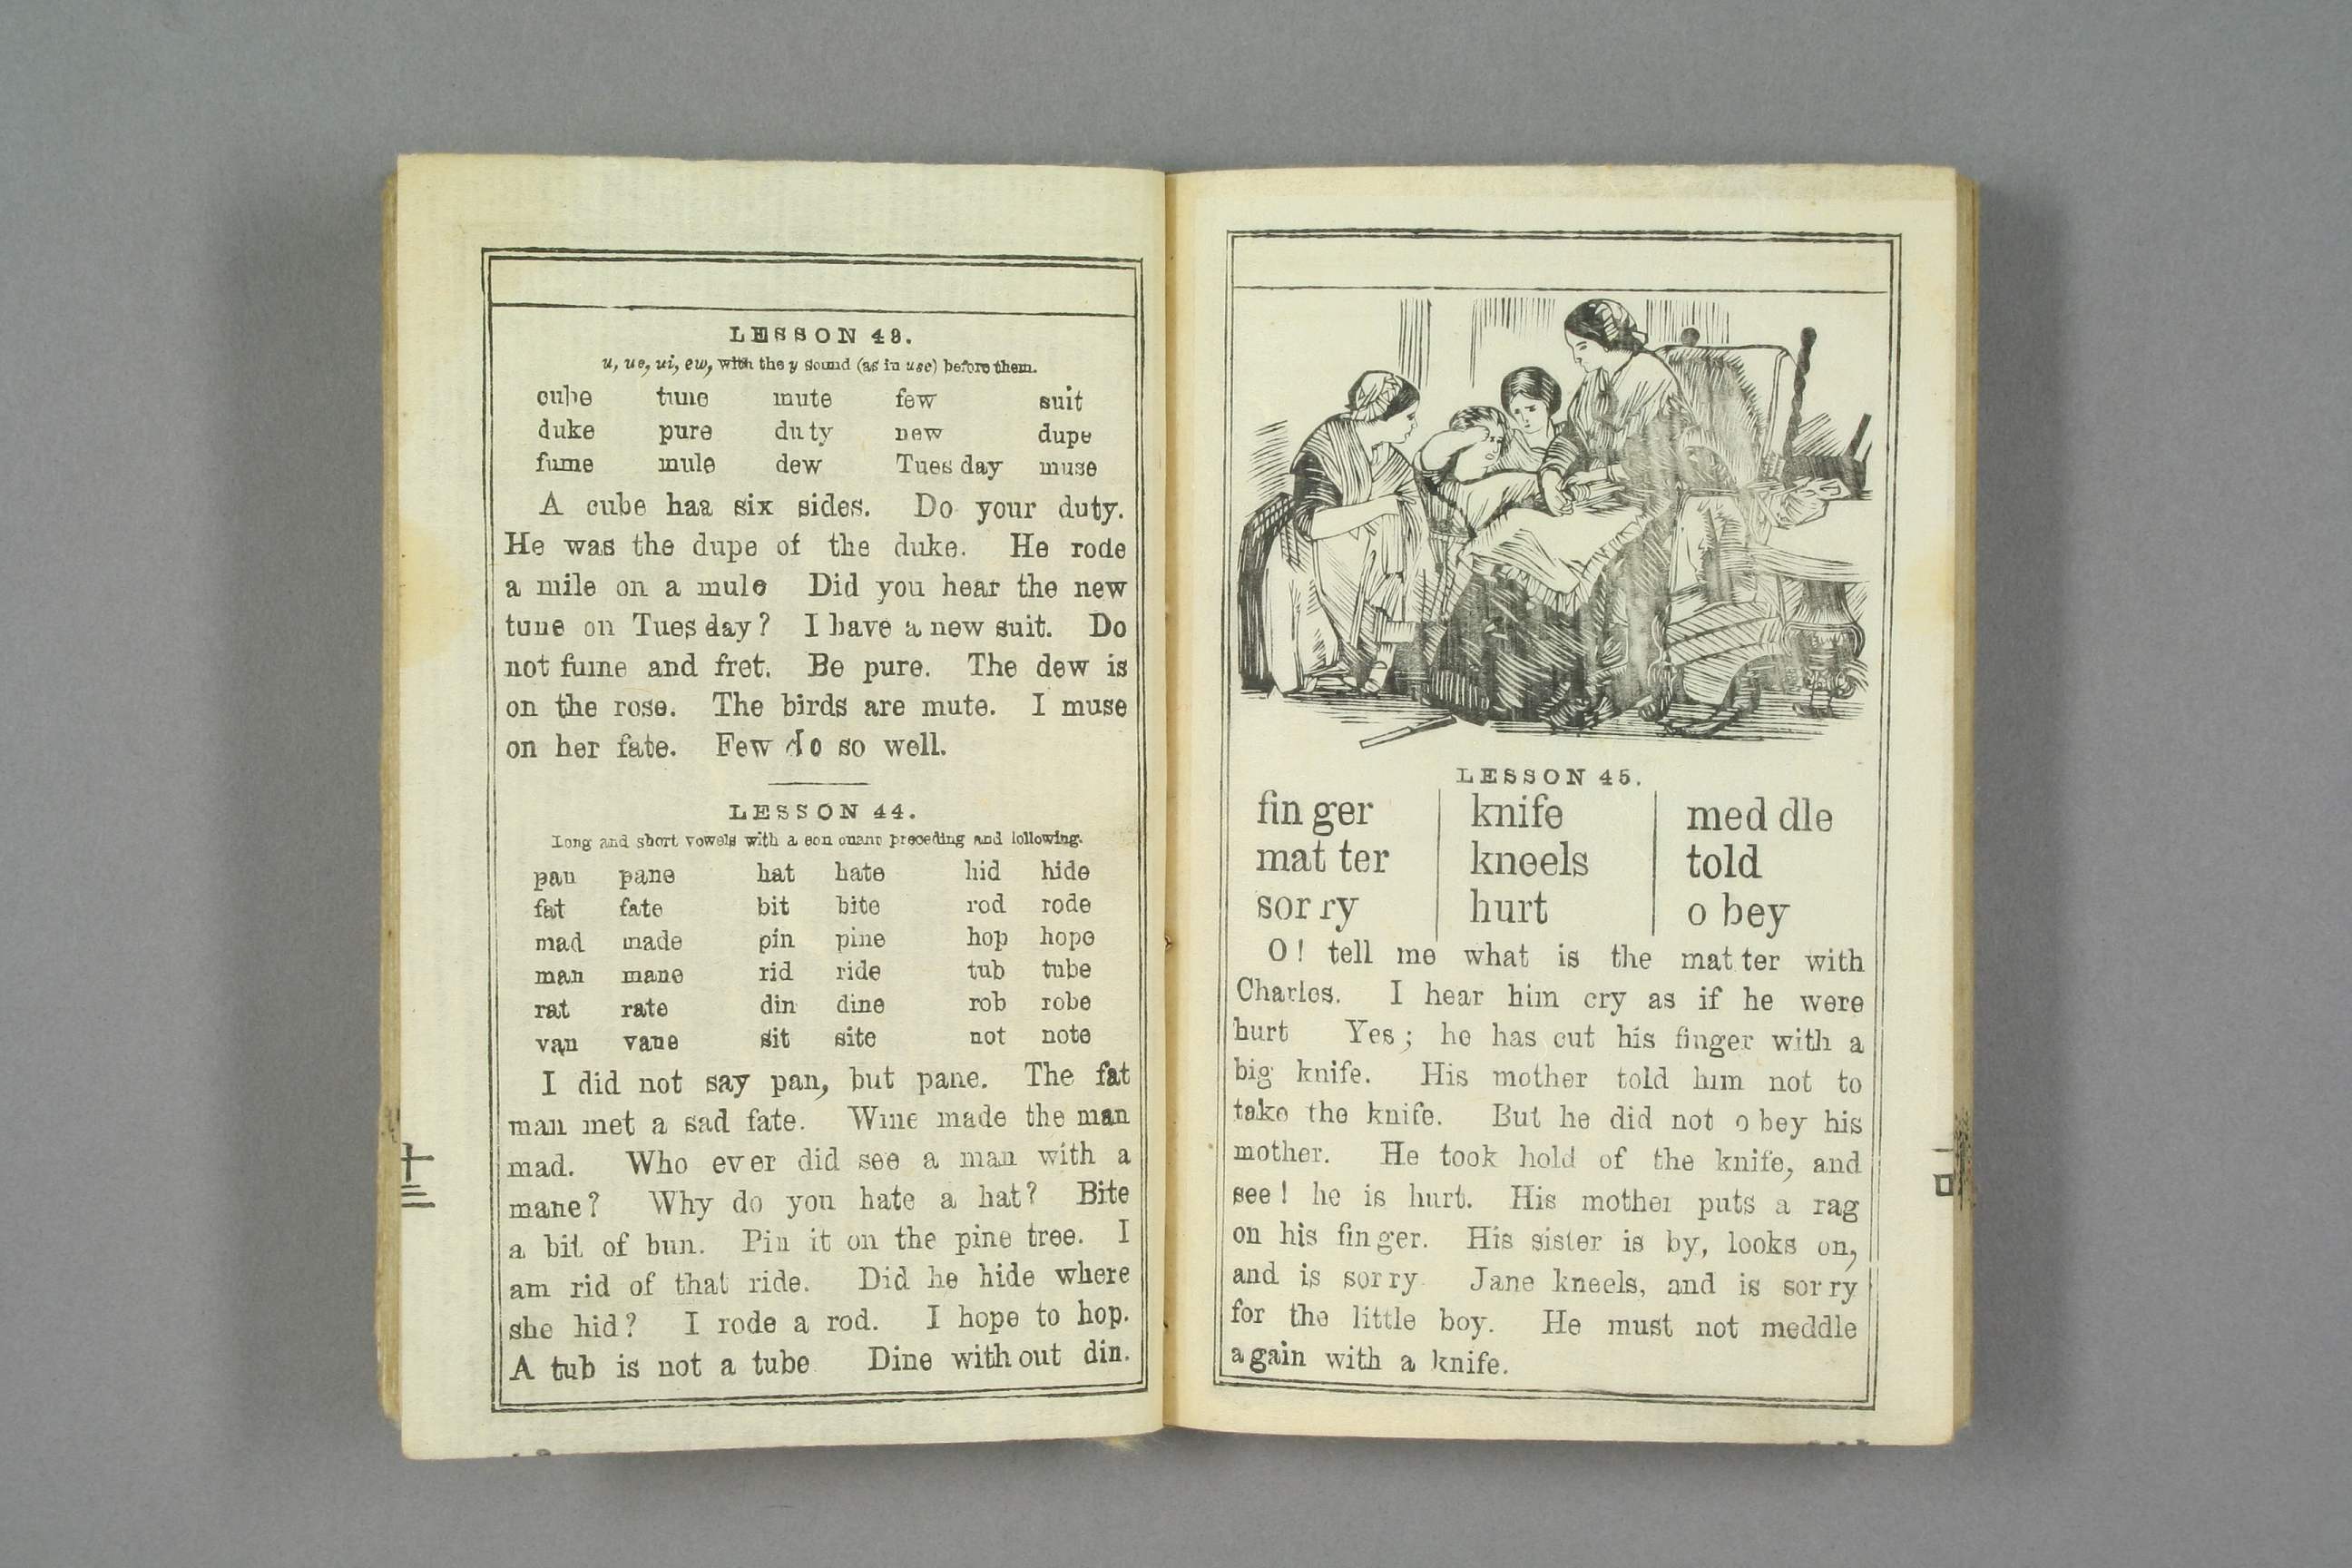 LESSON 43.
u, ue, ui, ew, with the y sound (as in use) before them.
cube tune mute few suit
duke pure du ty new dupe
fume mule dew Tues day muse
A cube haa six sides. Do your duty.
He was the dupe of the duke. He rode
a mile on a mule Did you hear the new
tune on Tues day? I have a new suit. Do
not fume and fret. Be pure. The dew is
on the rose. The birds are mute. I muse
on her fate. Few do so well.
LESSON 44.
Long and short vowels with a con onant preceding and following.
pan pane hat hate hid hide
fat fate bit bite rod rode
mad made pin pine hop hope
man mane rid ride tub tube
rat rate din dine rob robe
van vane sit site not note
I did not say pan, but pane. The fat
man met a sad fate. Wine made the man
mad. Who ev er did see a man with a
mane? Why do you hate a hat? Bite
a bit of bun. Pin it on the pine tree. I
am rid of that ride. Did he hide where
she hid? I rode a rod. I hope to hop.
A tub is not a tube Dine with out din.
十
三
LESSON 45.
fin ger knife med dle
mat ter kneels told
sor ry hurt o bey
O! tell me what is the mat ter with
Charles. I hear him cry as if he were
hurt Yes; he has cut his finger with a
big knife. His mother told him not to
take the knife. But he did not o bey his
mother. He took hold of the knife, and
see! he is hurt. His mother puts a rag
on his fin ger. His sister is by, looks on,
and is sor ry Jane kneels, and is sor ry
for the little boy. He must not meddle
a gain with a knife.